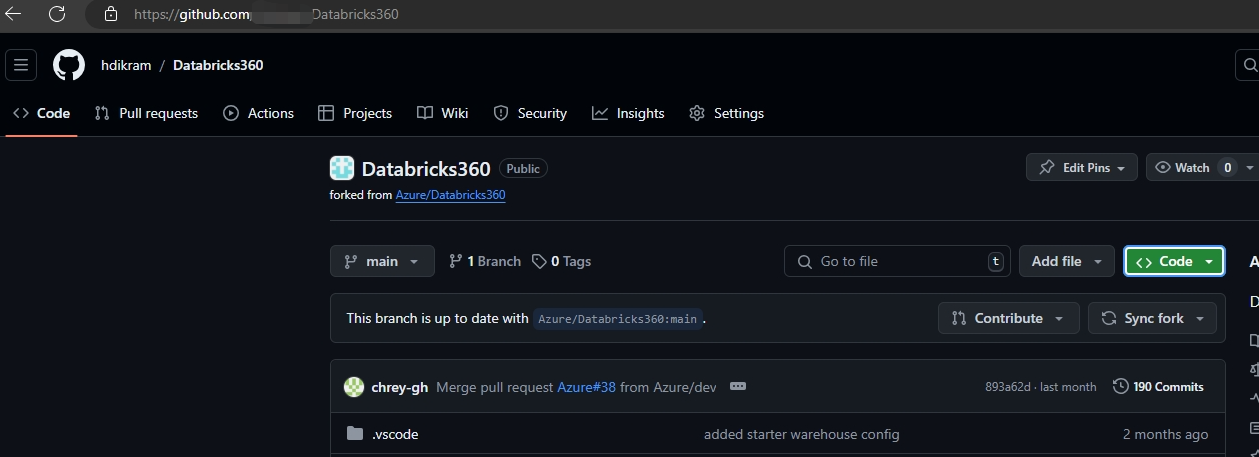 https://github.com Databricks360
hdikram / Databricks360
Code Pull requests Actions Projects Wiki Security Insights Settings
Databricks360 Public
Edit Pins Watch 0
forked from Azure/Databricks360
main 1 Branch 0 Tags Go to file t Add file Code
This branch is up to date with Azure/Databricks360:main .
Contribute Sync fork
chrey-gh Merge pull request Azure#38 from Azure/dev 893a62d · last month 190 Commits
.vscode added starter warehouse config 2 months ago